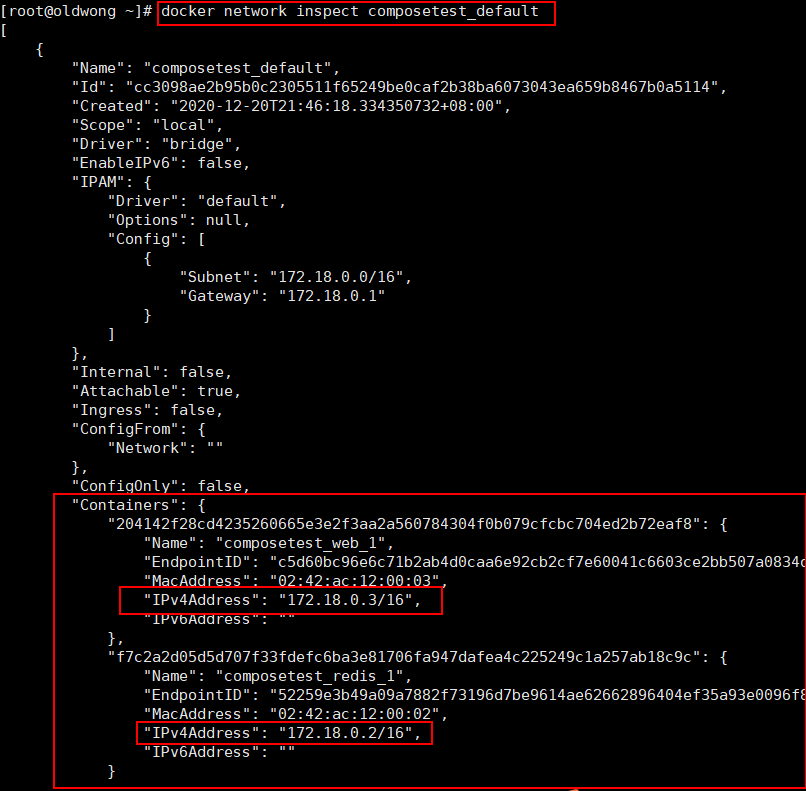 [root@oldwong ~]# docker network inspect composetest_default
[
    {
        "Name": "composetest_default",
        "Id": "cc3098ae2b95b0c2305511f65249be0caf2b38ba6073043ea659b8467b0a5114",
        "Created": "2020-12-20T21:46:18.334350732+08:00",
        "Scope": "local",
        "Driver": "bridge",
        "EnableIPv6": false,
        "IPAM": {
            "Driver": "default",
            "Options": null,
            "Config": [
                {
                    "Subnet": "172.18.0.0/16",
                    "Gateway": "172.18.0.1"
                }
            ]
        },
        "Internal": false,
        "Attachable": true,
        "Ingress": false,
        "ConfigFrom": {
            "Network": ""
        },
        "ConfigOnly": false,
        "Containers": {
            "204142f28cd4235260665e3e2f3aa2a560784304f0b079cfcbc704ed2b72eaf8": {
                "Name": "composetest_web_1",
                "EndpointID": "c5d60bc96e6c71b2ab4d0caa6e92cb2cf7e60041c6603ce2bb507a0834c
                "MacAddress": "02:42:ac:12:00:03",
                "IPv4Address": "172.18.0.3/16",
                "IPv6Address": ""
            },
            "f7c2a2d05d5d707f33fdefc6ba3e81706fa947dafea4c225249c1a257ab18c9c": {
                "Name": "composetest_redis_1",
                "EndpointID": "52259e3b49a09a7882f73196d7be9614ae62662896404ef35a93e0096f8
                "MacAddress": "02:42:ac:12:00:02",
                "IPv4Address": "172.18.0.2/16",
                "IPv6Address": ""
            }